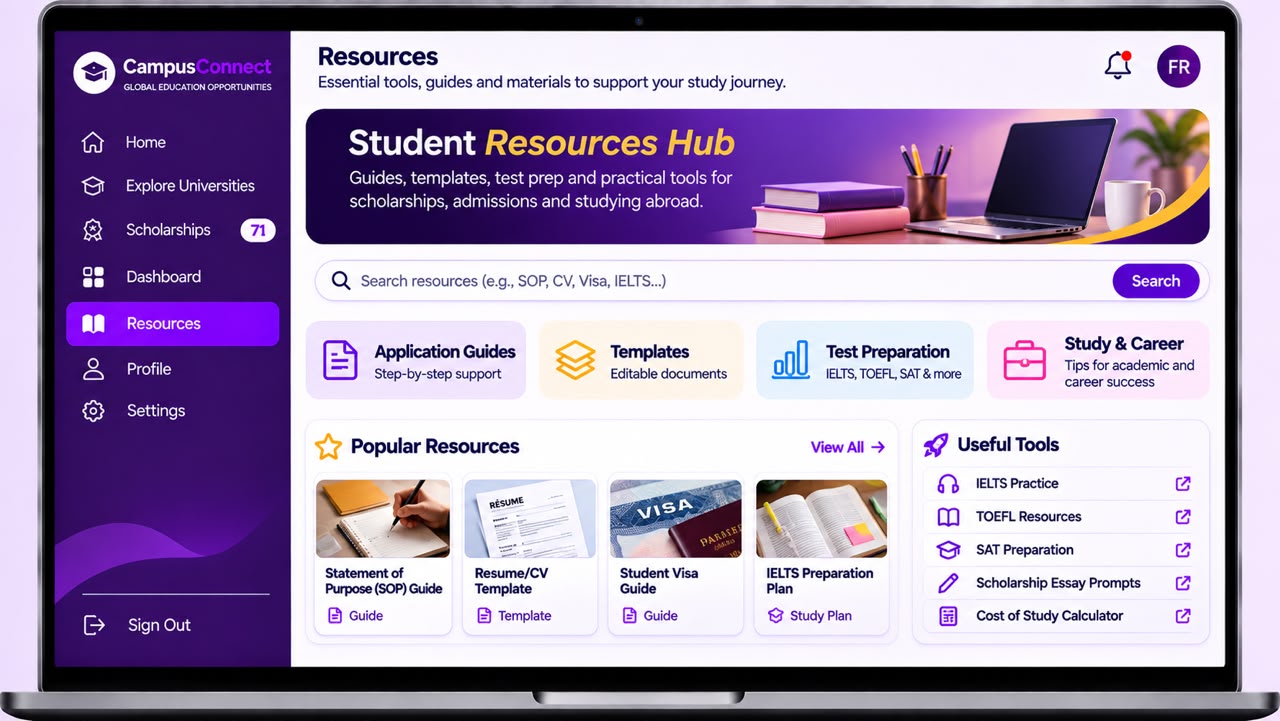 CampusConnect
GLOBAL EDUCATION OPPORTUNITIES
Home
Explore Universities
Scholarships 71
Dashboard
Resources
Profile
Settings
Sign Out
Resources
Essential tools, guides and materials to support your study journey.
FR
Student Resources Hub
Guides, templates, test prep and practical tools for
scholarships, admissions and studying abroad.
Search resources (e.g., SOP, CV, Visa, IELTS...)
Search
Application Guides
Step-by-step support
Templates
Editable documents
Test Preparation
IELTS, TOEFL, SAT & more
Study & Career
Tips for academic and
career success
Popular Resources
View All →
RÉSUME
VISA
Statement of
Purpose (SOP) Guide
Guide
Resume/CV
Template
Template
Student Visa
Guide
Guide
IELTS Preparation
Plan
Study Plan
Useful Tools
IELTS Practice
TOEFL Resources
SAT Preparation
Scholarship Essay Prompts
Cost of Study Calculator